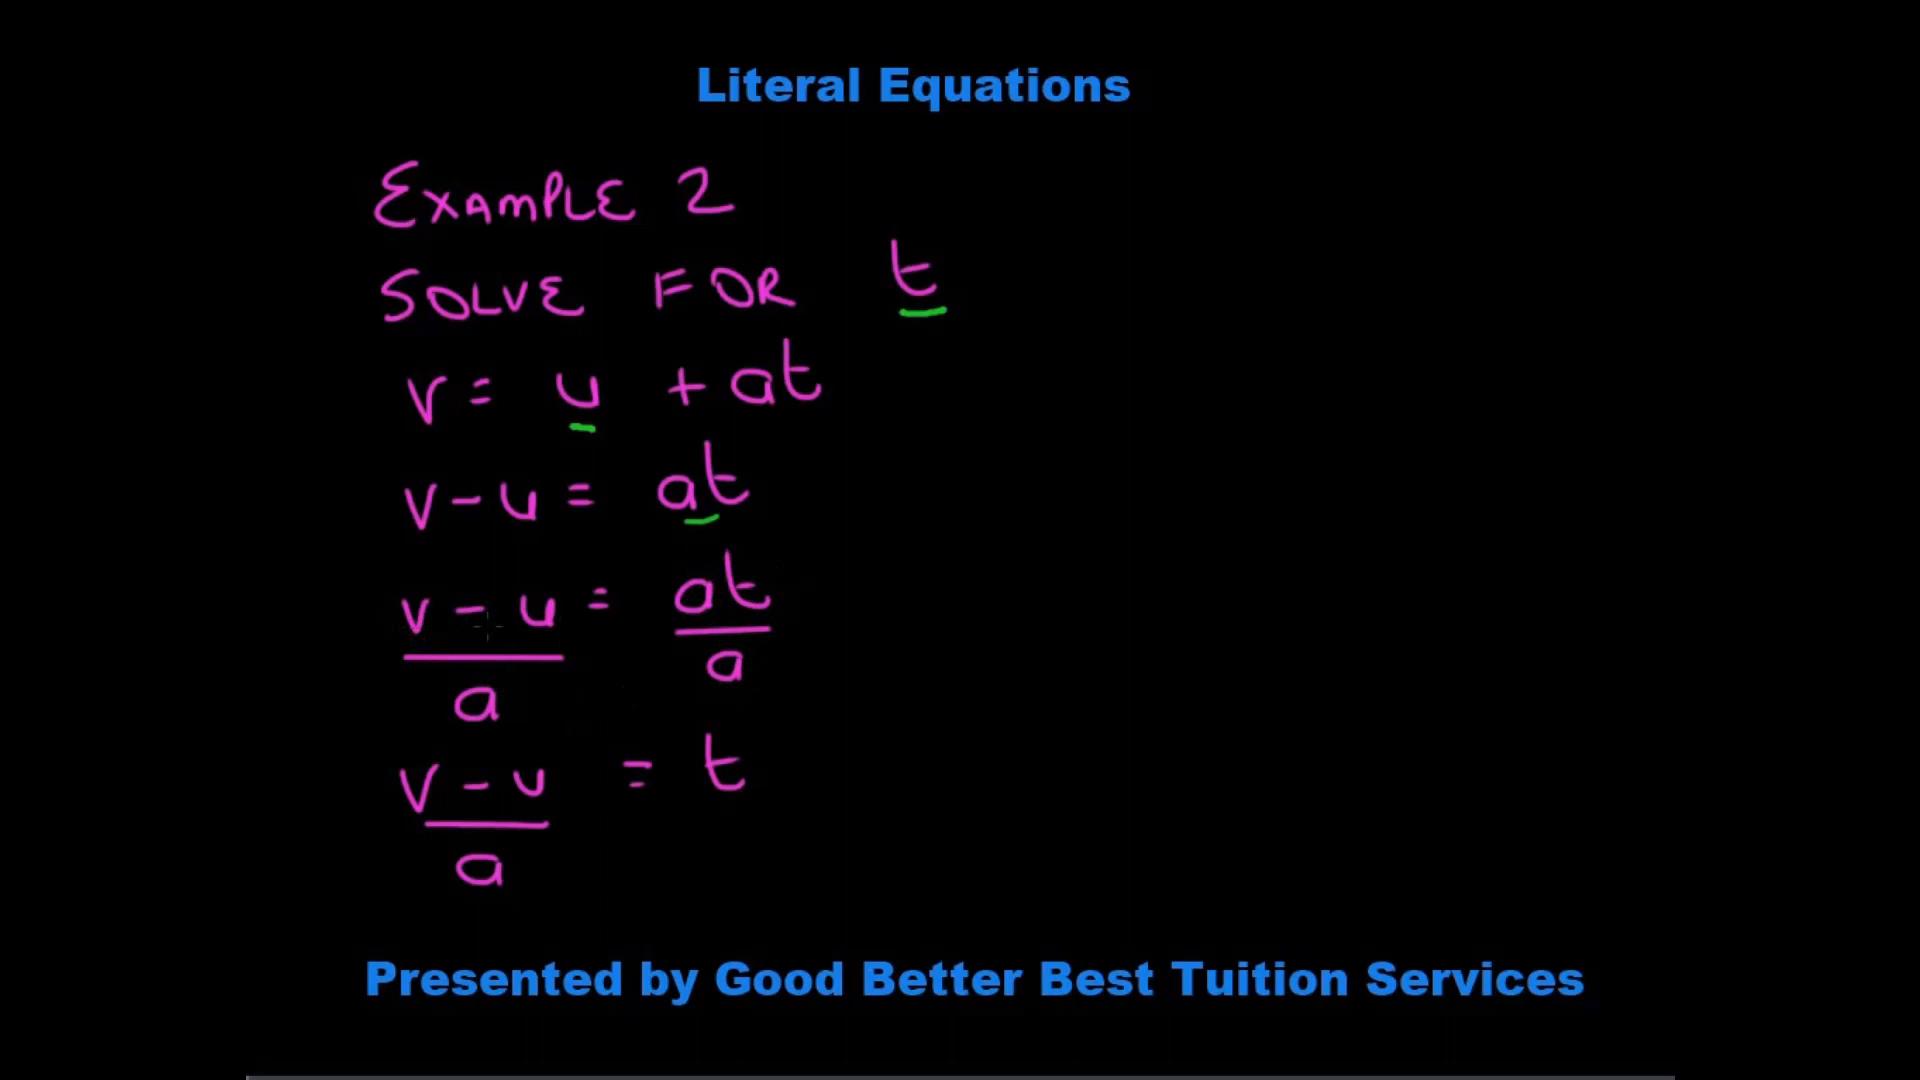 Literal Equations
EXAMPLE 2
SOLVE FOR t
v = u + at
v - u = at
v - u = at
a a
v - u = t
a
Presented by Good Better Best Tuition Services